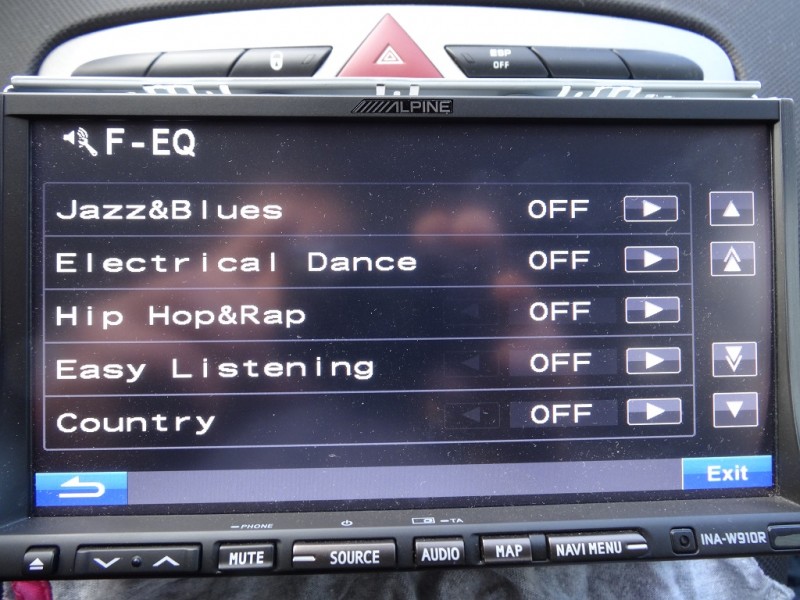 ESP
OFF
ALPINE
F-EQ
Jazz&Blues OFF
Electrical Dance OFF
Hip Hop&Rap OFF
Easy Listening OFF
Country OFF
Exit
PHONE
TA
MUTE
SOURCE
AUDIO
MAP
NAVI MENU
INA-W910R